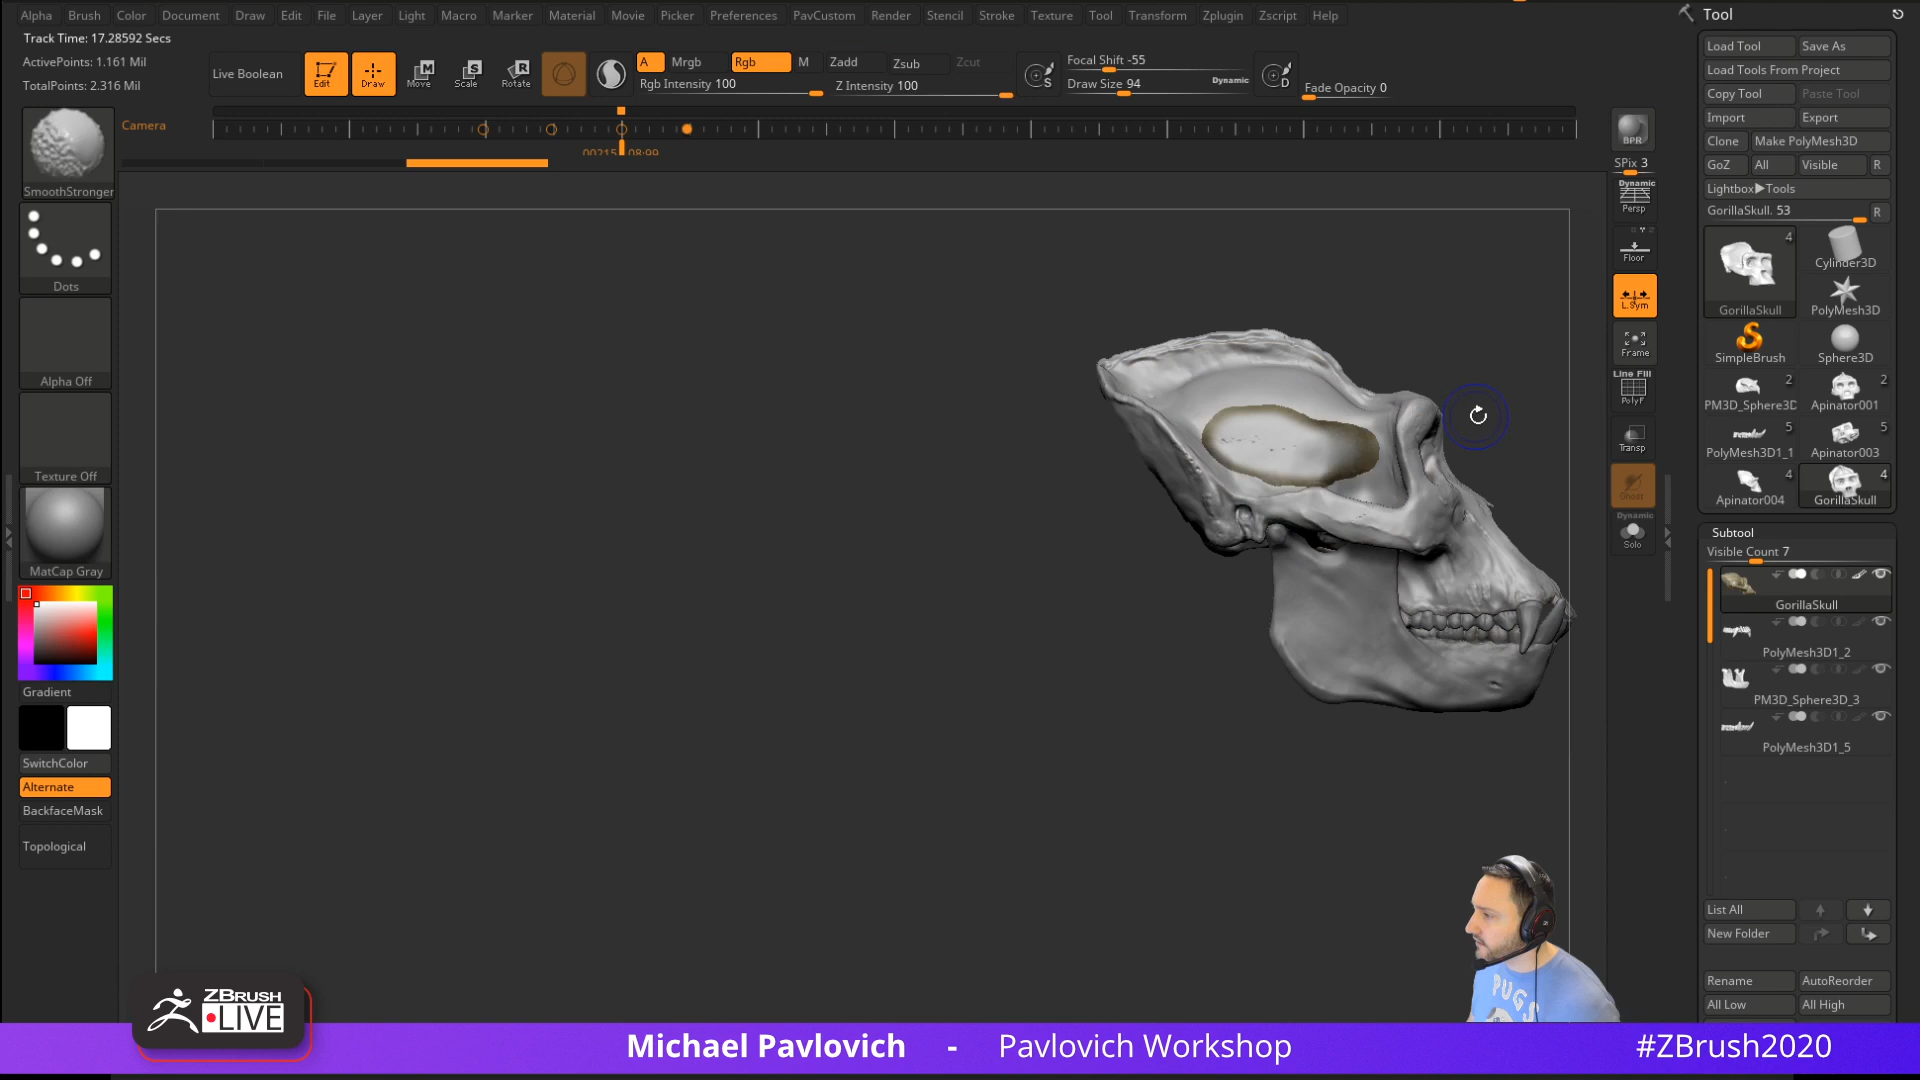 Alpha Brush Color Document Draw Edit File Layer Light Macro Marker Material Movie Picker Preferences PavCustom Render Stencil Stroke Texture Tool Transform Zplugin Zscript Help
Track Time: 17.28592 Secs
ActivePoints: 1.161 Mil
TotalPoints: 2.316 Mil
Live Boolean
Edit
Draw
Move
Scale
Rotate
A Mrgb Rgb M Zadd Zsub Zcut
Rgb Intensity 100 Z Intensity 100
Focal Shift -55
Draw Size 94 Dynamic
Fade Opacity 0
Camera
SmoothStronger
Dots
Alpha Off
Texture Off
MatCap Gray
Gradient
SwitchColor
Alternate
BackfaceMask
Topological
BPR
SPix 3
Dynamic
Persp
Floor
L.Sym
Frame
Line Fill
PolyF
Transp
Ghost
Dynamic
Solo
Tool
Load Tool Save As
Load Tools From Project
Copy Tool Paste Tool
Import Export
Clone Make PolyMesh3D
GoZ All Visible R
Lightbox▶Tools
GorillaSkull. 53 R
4
GorillaSkull
Cylinder3D
PolyMesh3D
SimpleBrush Sphere3D
2 2
PM3D_Sphere3D Apinator001
5 5
PolyMesh3D1_1 Apinator003
4 4
Apinator004 GorillaSkull
Subtool
Visible Count 7
GorillaSkull
PolyMesh3D1_2
PM3D_Sphere3D_3
PolyMesh3D1_5
List All
New Folder
Rename AutoReorder
All Low All High
PUGS
ZBRUSH
LIVE
Michael Pavlovich - Pavlovich Workshop #ZBrush2020